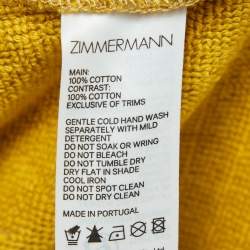 ZIMMERMANN
MAIN:
100% COTTON
CONTRAST:
100% COTTON
EXCLUSIVE OF TRIMS
GENTLE COLD HAND WASH
SEPARATELY WITH MILD
DETERGENT
DO NOT SOAK OR WRING
DO NOT BLEACH
DO NOT TUMBLE DRY
DRY FLAT IN SHADE
COOL IRON
DO NOT SPOT CLEAN
DO NOT DRY CLEAN
MADE IN PORTUGAL